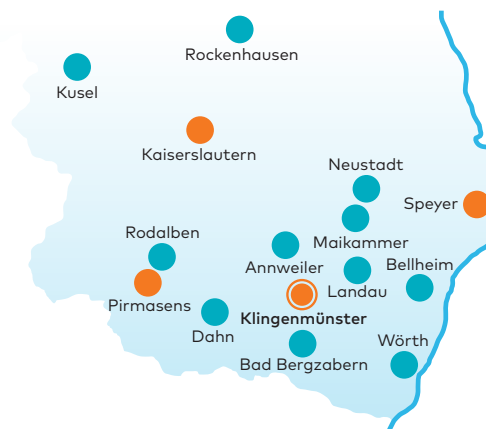 Rockenhausen
Kusel
Kaiserslautern
Neustadt
Speyer
Rodalben
Maikammer
Annweiler
Bellheim
Landau
Pirmasens
Klingenmünster
Dahn
Wörth
Bad Bergzabern